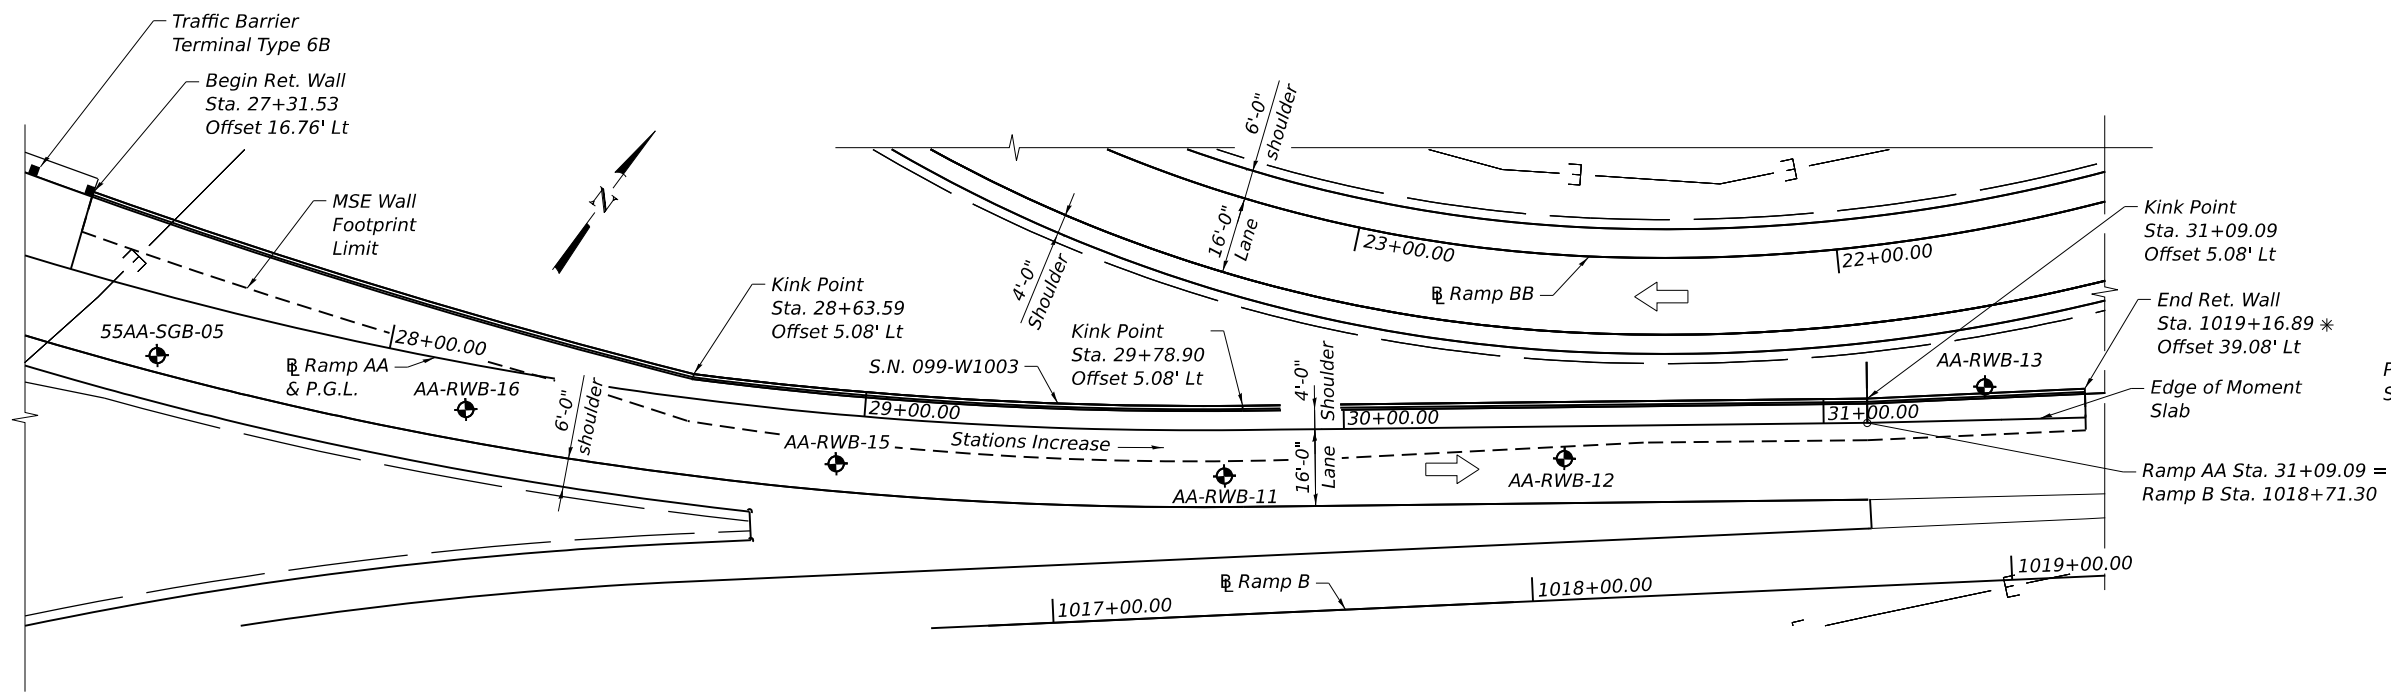 Traffic Barrier
Terminal Type 6B
Begin Ret. Wall
Sta. 27+31.53
Offset 16.76' Lt
MSE Wall
Footprint
Limit
N
6'-0"
shoulder
16'-0"
Lane
4'-0"
Shoulder
23+00.00
22+00.00
℄ Ramp BB
Kink Point
Sta. 31+09.09
Offset 5.08' Lt
End Ret. Wall
Sta. 1019+16.89 ✳
Offset 39.08' Lt
Edge of Moment
Slab
Kink Point
Sta. 28+63.59
Offset 5.08' Lt
Kink Point
Sta. 29+78.90
Offset 5.08' Lt
S.N. 099-W1003
4'-0"
Shoulder
AA-RWB-13
55AA-SGB-05
28+00.00
℄ Ramp AA
& P.G.L.
AA-RWB-16
6'-0"
shoulder
29+00.00
30+00.00
31+00.00
AA-RWB-15
Stations Increase
16'-0"
Lane
AA-RWB-11
AA-RWB-12
Ramp AA Sta. 31+09.09 =
Ramp B Sta. 1018+71.30
℄ Ramp B
1017+00.00
1018+00.00
1019+00.00
E
E
E
E